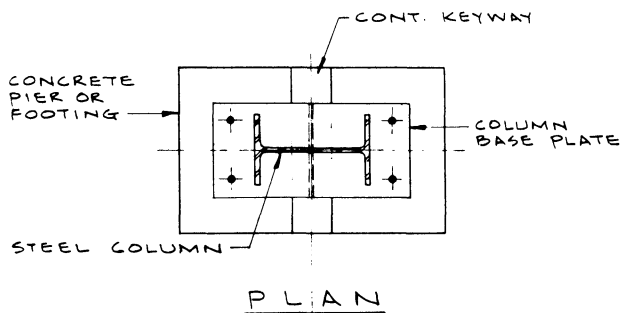 CONT. KEYWAY
CONCRETE
PIER OR
FOOTING
COLUMN
BASE PLATE
STEEL COLUMN
PLAN